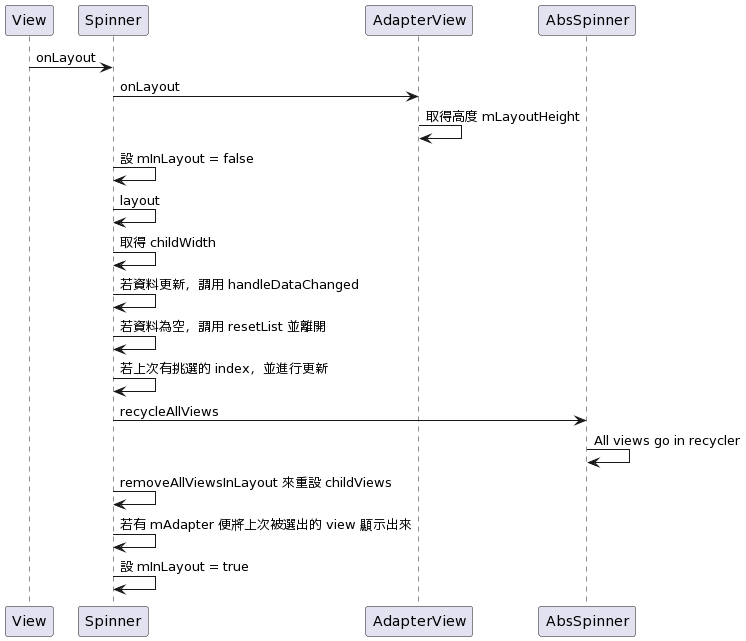 View
Spinner
AdapterView
AbsSpinner
onLayout
onLayout
取得高度 mLayoutHeight
設 mInLayout = false
layout
取得 childWidth
若資料更新，調用 handleDataChanged
若資料為空，調用 resetList 並離開
若上次有挑選的 index，並進行更新
recycleAllViews
All views go in recycler
removeAllViewsInLayout 來重設 childViews
若有 mAdapter 便將上次被選出的 view 顯示出來
設 mInLayout = true
View
Spinner
AdapterView
AbsSpinner